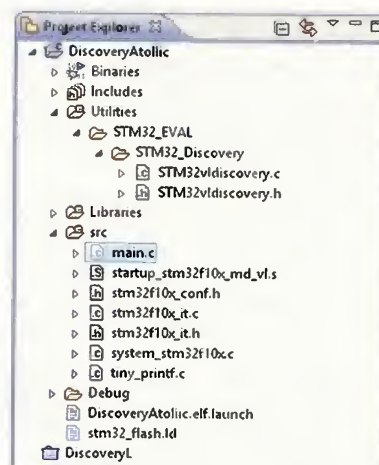 Project Explorer
DiscoveryAtollic
Binaries
Includes
Utilities
STM32_EVAL
STM32_Discovery
STM32vldiscovery.c
STM32vldiscovery.h
Libraries
src
main.c
startup_stm32f10x_md_vl.s
stm32f10x_conf.h
stm32f10x_it.c
stm32f10x_it.h
system_stm32f10x.c
tiny_printf.c
Debug
DiscoveryAtollic.elf.launch
stm32_flash.ld
DiscoveryL